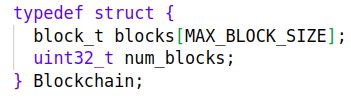 typedef struct {
  block_t blocks[MAX_BLOCK_SIZE];
  uint32_t num_blocks;
} Blockchain;